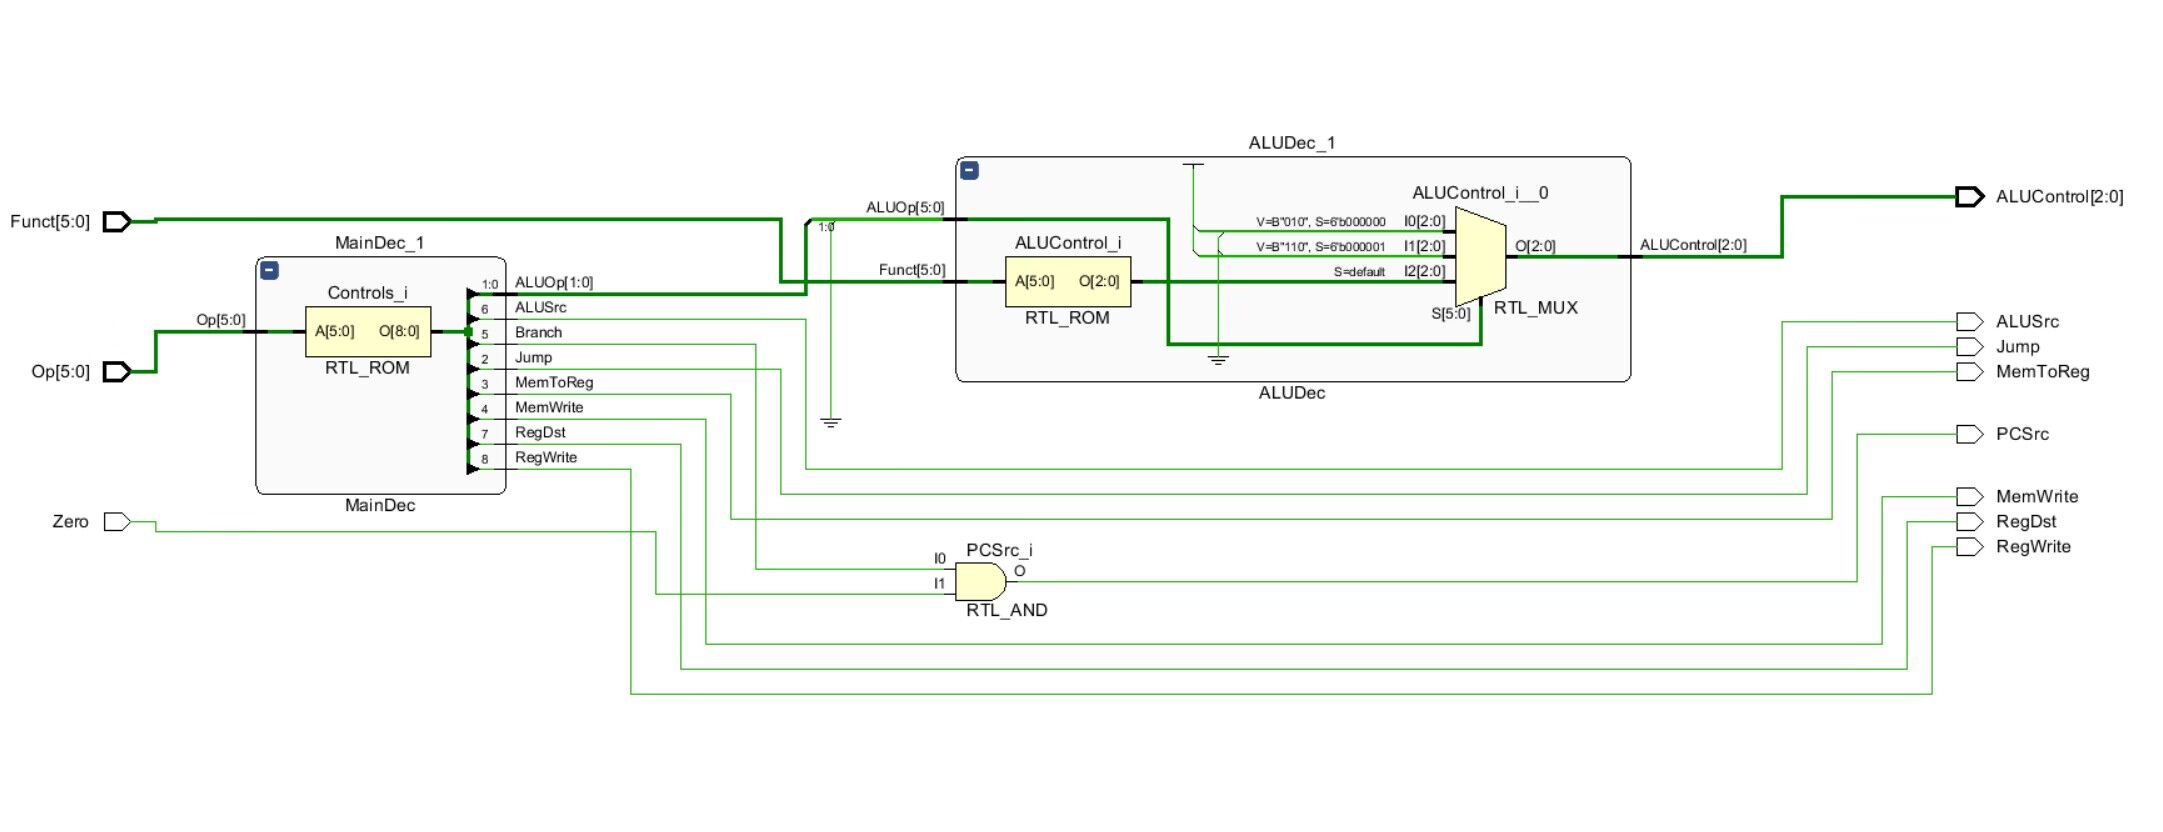 ALUDec_1
ALUControl_i__0
ALUControl[2:0]
ALUOp[5:0]
Funct[5:0]
1:0
V=B"010", S=6'b000000
I0[2:0]
MainDec_1
ALUControl_i
V=B"110", S=6'b000001
I1[2:0]
O[2:0]
ALUControl[2:0]
Funct[5:0]
S=default
I2[2:0]
1:0
ALUOp[1:0]
A[5:0]
O[2:0]
Controls_i
6
ALUSrc
RTL_ROM
S[5:0]
RTL_MUX
Op[5:0]
A[5:0]
O[8:0]
5
Branch
ALUSrc
RTL_ROM
2
Jump
Jump
Op[5:0]
3
MemToReg
MemToReg
ALUDec
4
MemWrite
7
RegDst
PCSrc
8
RegWrite
MainDec
MemWrite
Zero
RegDst
RegWrite
PCSrc_i
I0
O
I1
RTL_AND